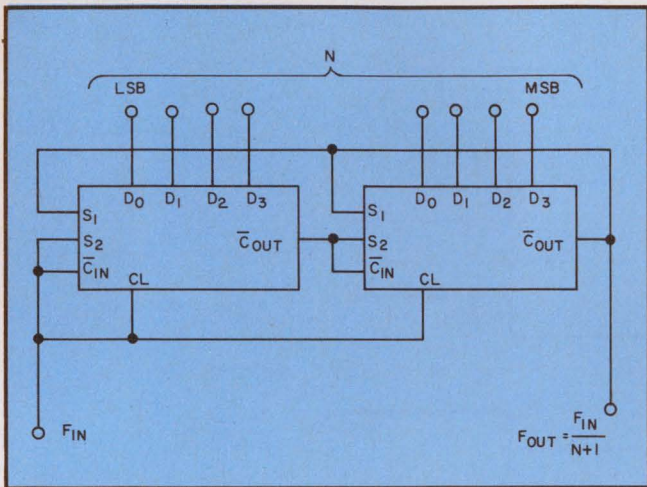 N
LSB MSB
D0 D1 D2 D3 D0 D1 D2 D3
S1 S1
S2 C̅OUT S2 C̅OUT
C̅IN C̅IN
CL CL
FIN
FOUT = FIN/N+1